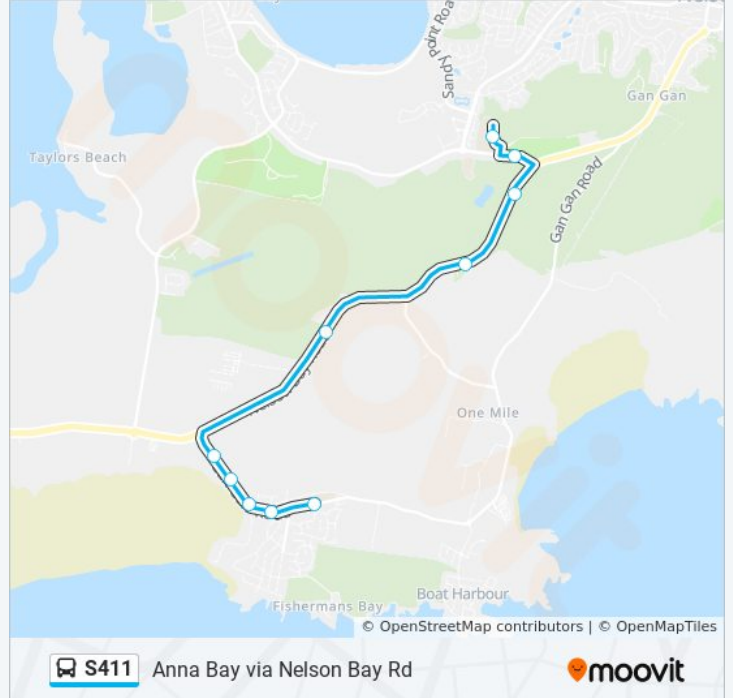 Sandy Point Roa
Gan Gan
Taylors Beach
Gan Gan Road
One Mile
Boat Harbour
Fishermans Bay
© OpenStreetMap contributors | © OpenMapTiles
S411 Anna Bay via Nelson Bay Rd
moovit